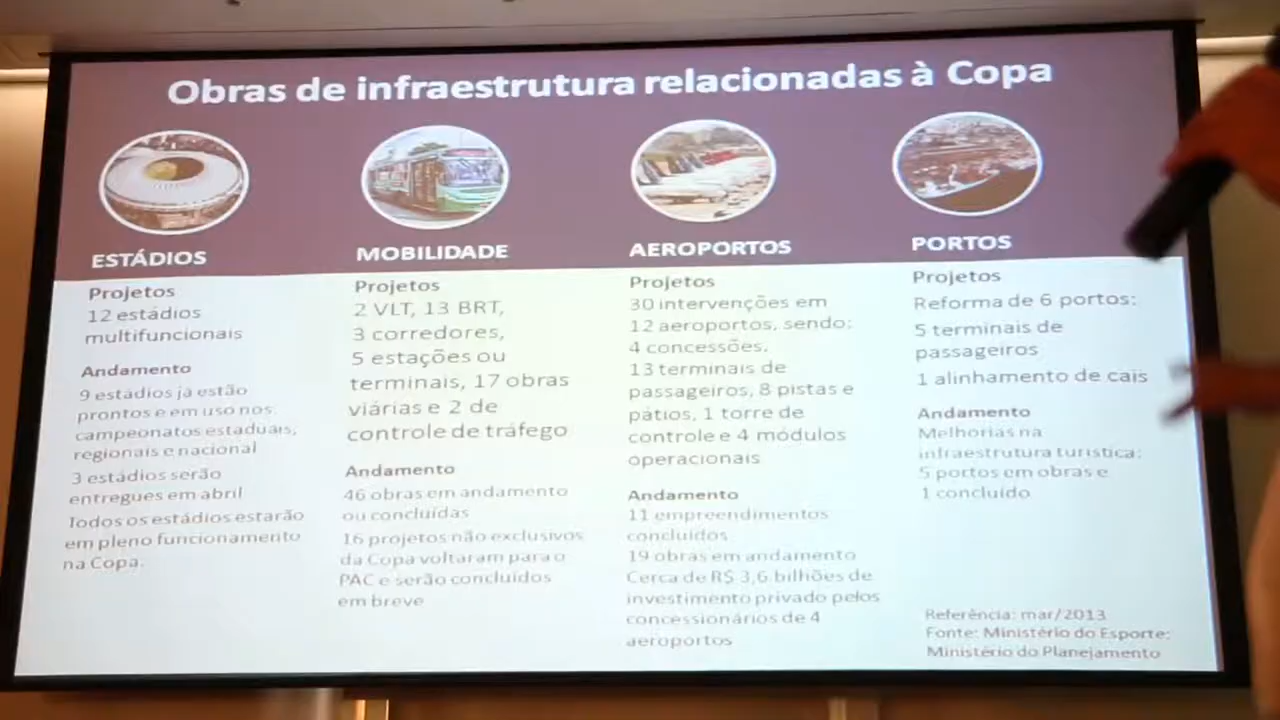 Obras de infraestrutura relacionadas à Copa
ESTÁDIOS
Projetos
12 estádios
multifuncionais
Andamento
9 estádios já estão
prontos e em uso nos
campeonatos estaduais,
regionais e nacional
3 estádios serão
entregues em abril
Todos os estádios estarão
em pleno funcionamento
na Copa.
MOBILIDADE
Projetos
2 VLT, 13 BRT,
3 corredores,
5 estações ou
terminais, 17 obras
viárias e 2 de
controle de tráfego
Andamento
46 obras em andamento
ou concluídas
16 projetos não exclusivos
da Copa voltaram para o
PAC e serão concluídos
em breve
AEROPORTOS
Projetos
30 intervenções em
12 aeroportos, sendo:
4 concessões,
13 terminais de
passageiros, 8 pistas e
pátios, 1 torre de
controle e 4 módulos
operacionais
Andamento
11 empreendimentos
concluídos
19 obras em andamento
Cerca de R$ 3,6 bilhões de
investimento privado pelos
concessionários de 4
aeroportos
PORTOS
Projetos
Reforma de 6 portos:
5 terminais de
passageiros
1 alinhamento de cais
Andamento
Melhorias na
infraestrutura turística:
5 portos em obras e
1 concluído
Referência: mar/2013
Fonte: Ministério do Esporte;
Ministério do Planejamento